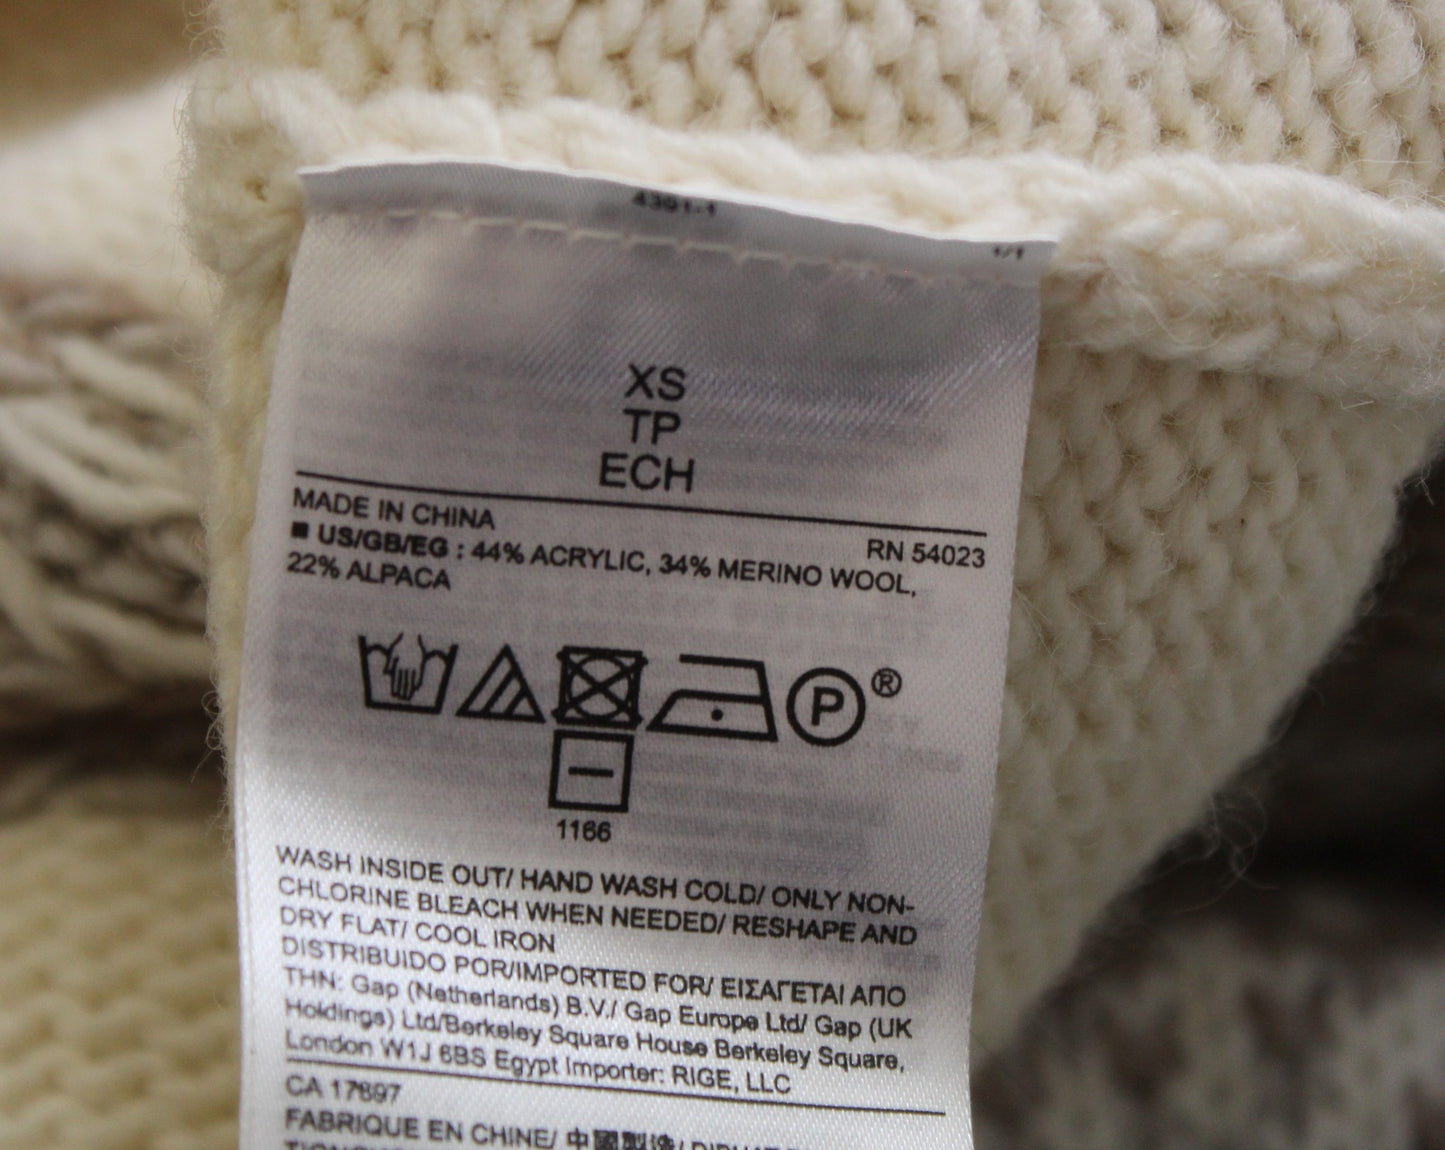 4361-1
1/1
XS
TP
ECH
MADE IN CHINA
RN 54023
US/GB/EG : 44% ACRYLIC, 34% MERINO WOOL,
22% ALPACA
P ®
1166
WASH INSIDE OUT/ HAND WASH COLD/ ONLY NON-
CHLORINE BLEACH WHEN NEEDED/ RESHAPE AND
DRY FLAT/ COOL IRON
DISTRIBUIDO POR/IMPORTED FOR/ ΕΙΣΑΓΕΤΑΙ ΑΠΟ
THN: Gap (Netherlands) B.V./ Gap Europe Ltd/ Gap (UK
Holdings) Ltd/Berkeley Square House Berkeley Square,
London W1J 6BS Egypt Importer: RIGE, LLC
CA 17897
FABRIQUE EN CHINE/ 中國製造/